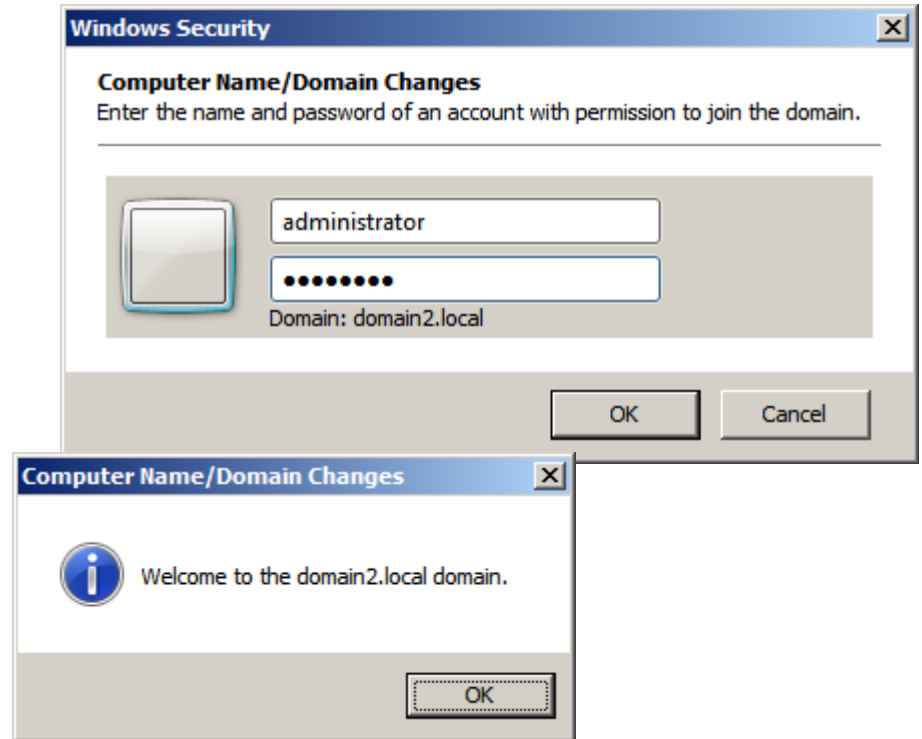 Windows Security
Computer Name/Domain Changes
Enter the name and password of an account with permission to join the domain.
administrator
●●●●●●●●
Domain: domain2.local
OK
Cancel
Computer Name/Domain Changes
Welcome to the domain2.local domain.
OK